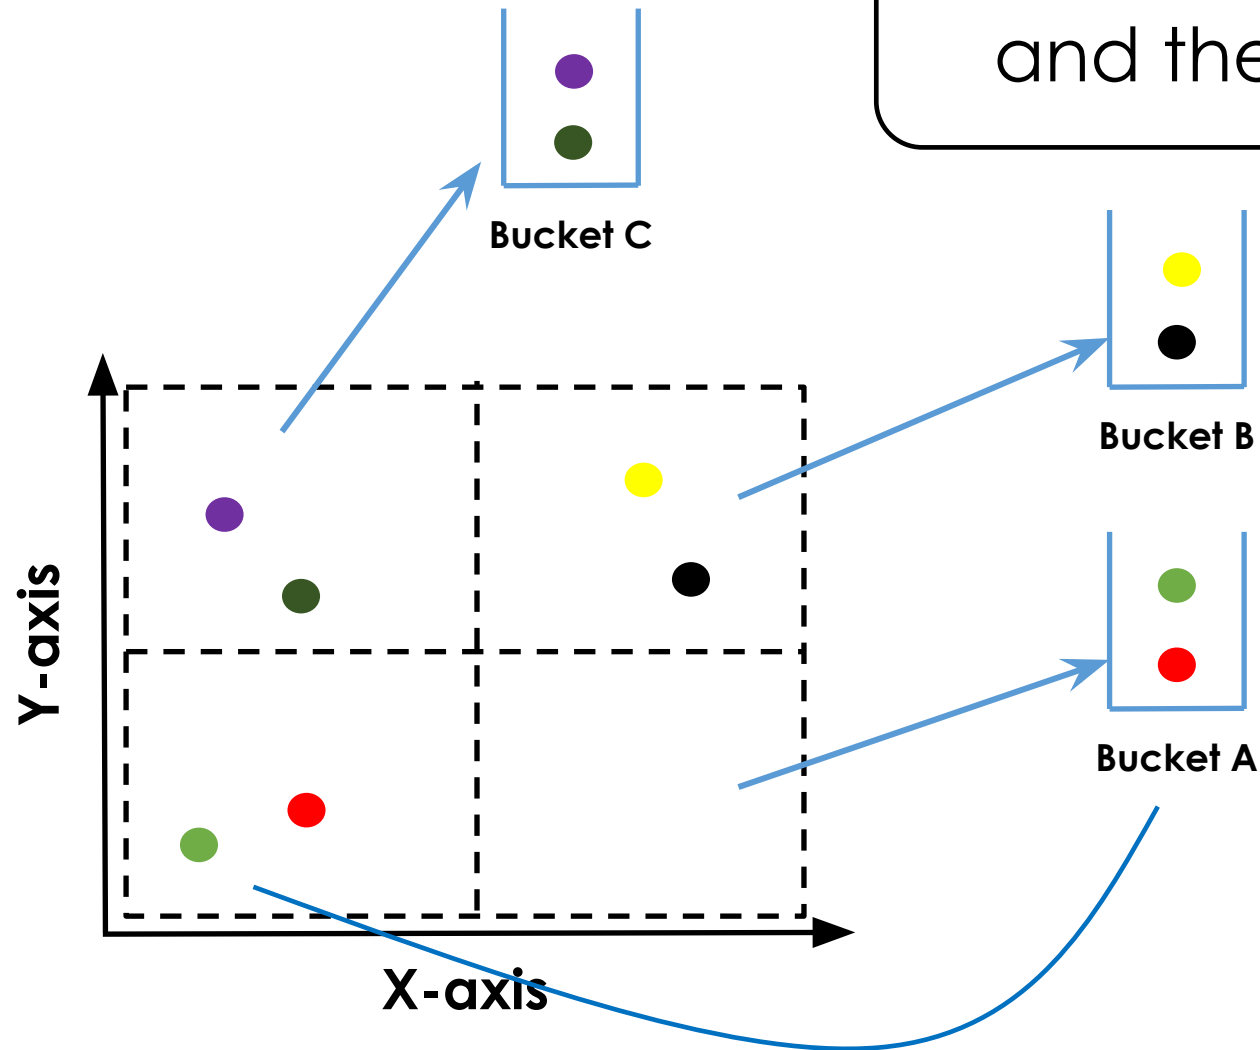 and the
Bucket C
Bucket B
Bucket A
Y-axis
X-axis